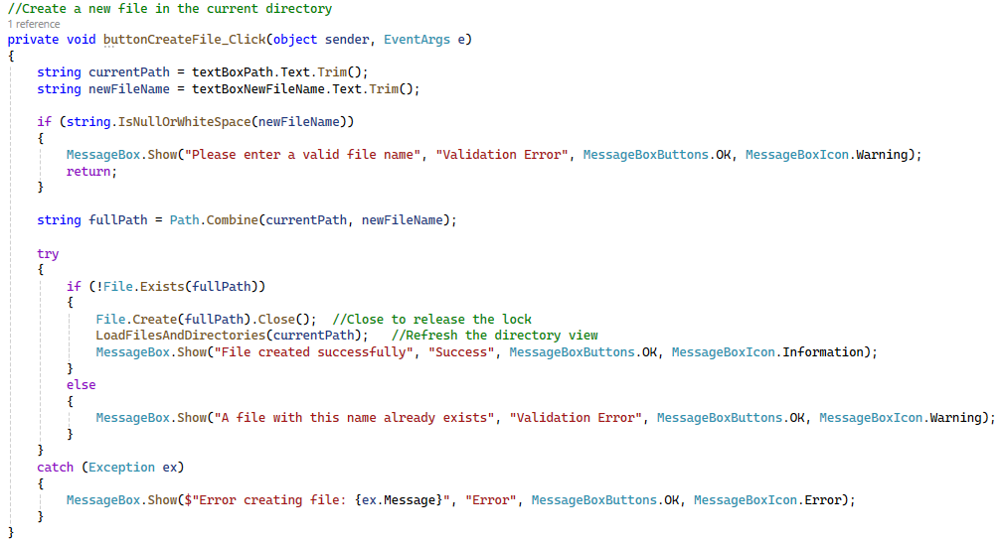 //Create a new file in the current directory
1 reference
private void buttonCreateFile_Click(object sender, EventArgs e)
{
    string currentPath = textBoxPath.Text.Trim();
    string newFileName = textBoxNewFileName.Text.Trim();

    if (string.IsNullOrWhiteSpace(newFileName))
    {
        MessageBox.Show("Please enter a valid file name", "Validation Error", MessageBoxButtons.OK, MessageBoxIcon.Warning);
        return;
    }

    string fullPath = Path.Combine(currentPath, newFileName);

    try
    {
        if (!File.Exists(fullPath))
        {
            File.Create(fullPath).Close();  //Close to release the lock
            LoadFilesAndDirectories(currentPath);   //Refresh the directory view
            MessageBox.Show("File created successfully", "Success", MessageBoxButtons.OK, MessageBoxIcon.Information);
        }
        else
        {
            MessageBox.Show("A file with this name already exists", "Validation Error", MessageBoxButtons.OK, MessageBoxIcon.Warning);
        }
    }
    catch (Exception ex)
    {
        MessageBox.Show($"Error creating file: {ex.Message}", "Error", MessageBoxButtons.OK, MessageBoxIcon.Error);
    }
}